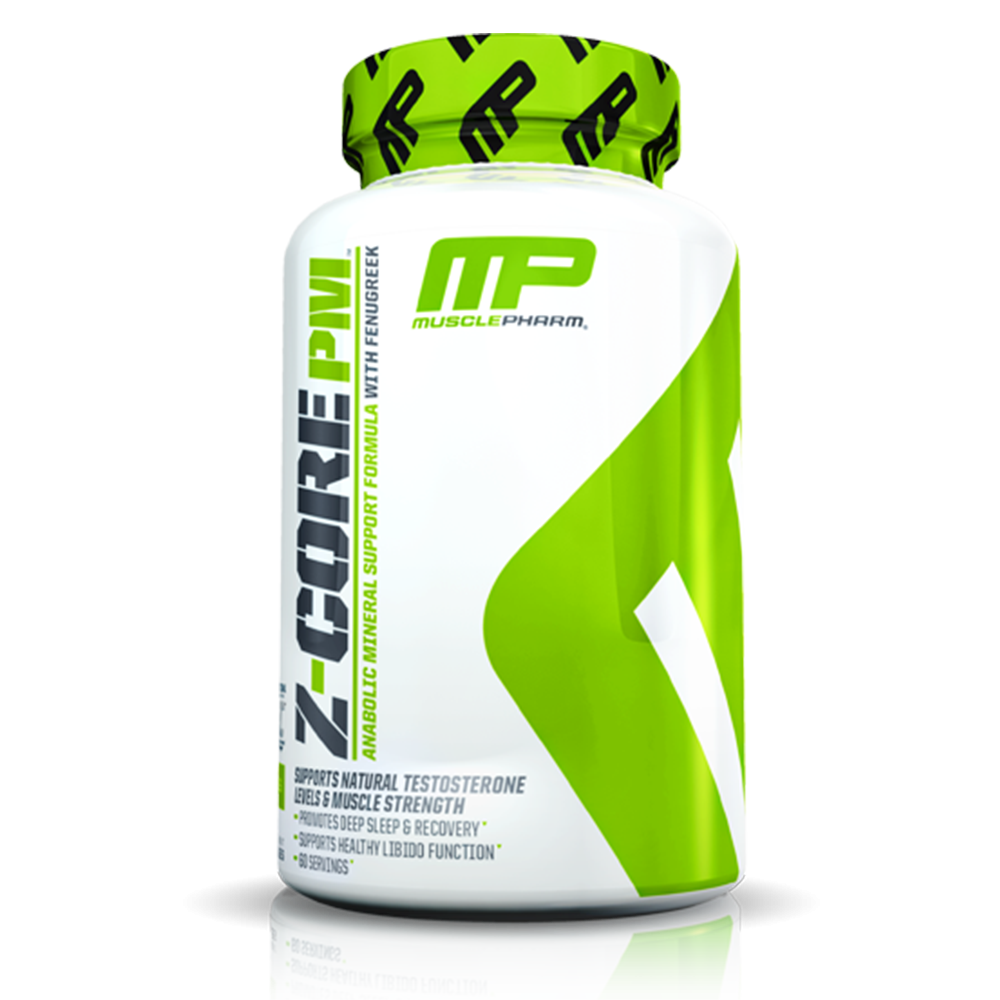 MP
MUSCLEPHARM®
Z-CORE PM™
ANABOLIC MINERAL SUPPORT FORMULA WITH FENUGREEK
SUPPORTS NATURAL TESTOSTERONE
LEVELS & MUSCLE STRENGTH
• PROMOTES DEEP SLEEP & RECOVERY*
• SUPPORTS HEALTHY LIBIDO FUNCTION*
• 60 SERVINGS*